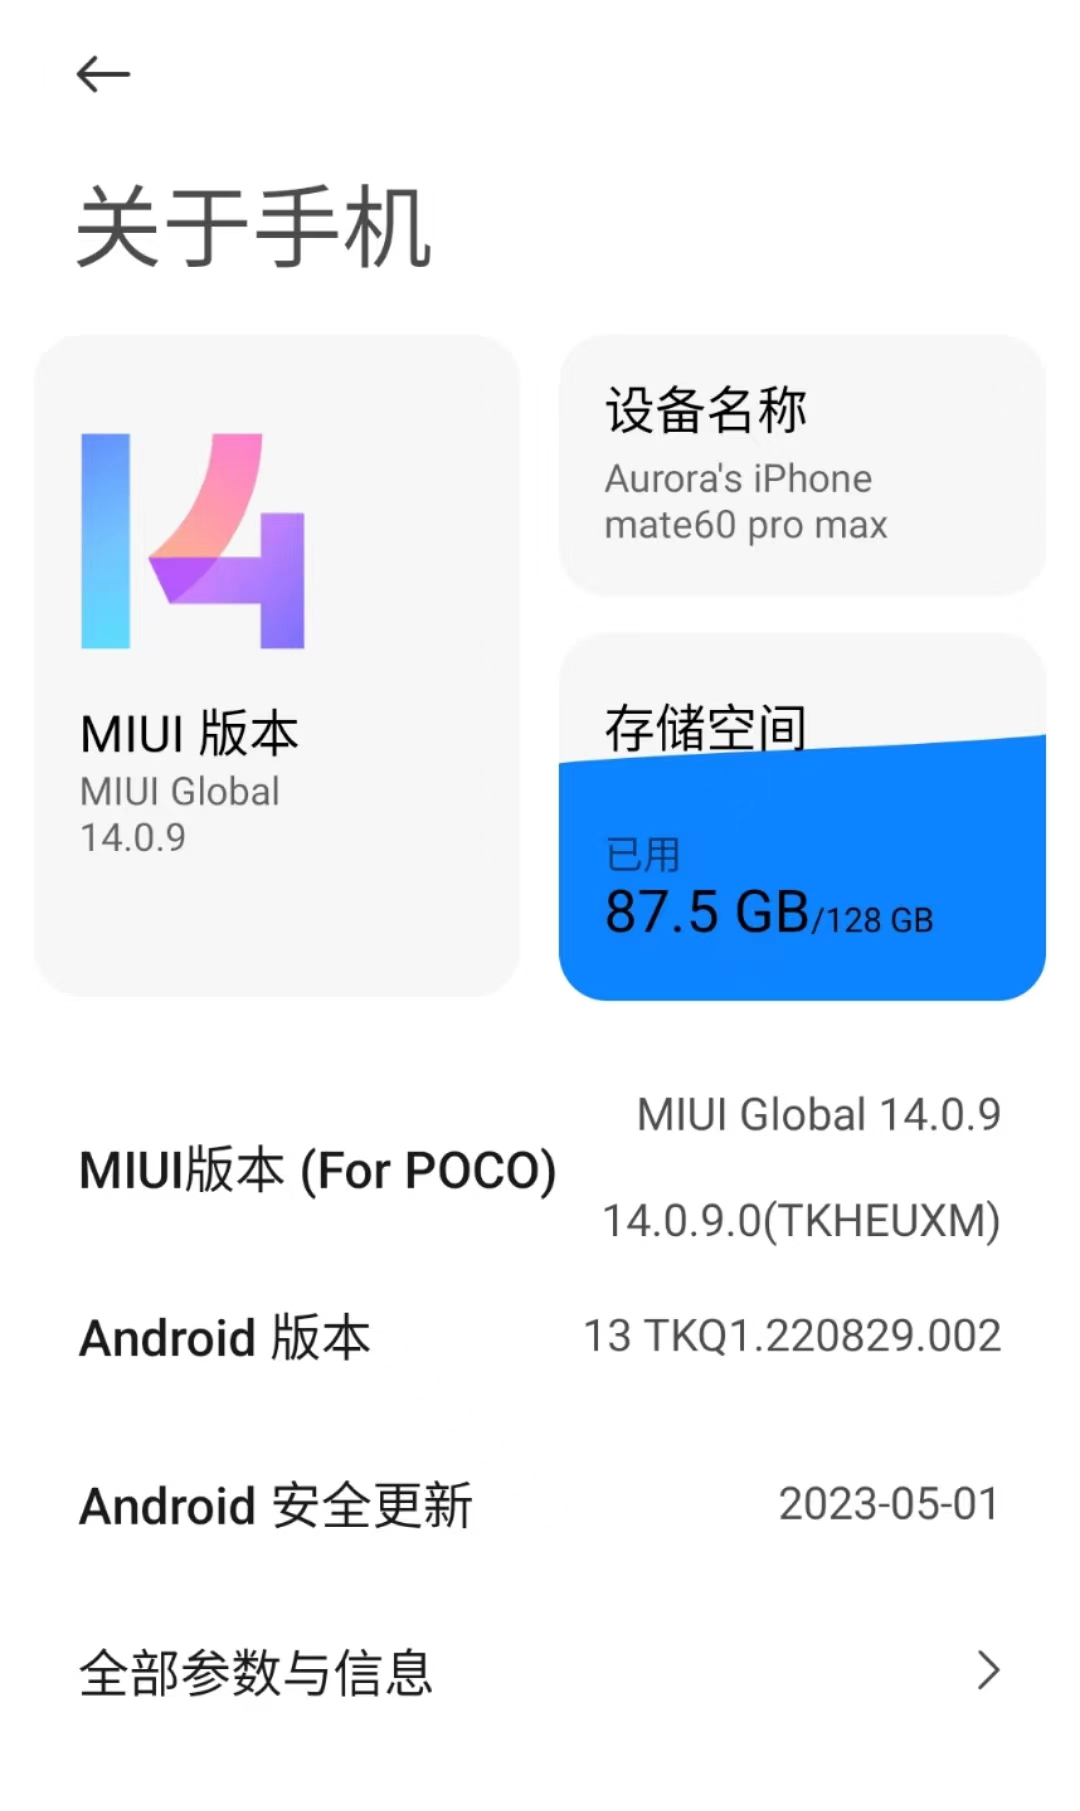 关于手机
14
MIUI 版本
MIUI Global
14.0.9
设备名称
Aurora's iPhone
mate60 pro max
存储空间
已用
87.5 GB/128 GB
MIUI版本 (For POCO)
MIUI Global 14.0.9
14.0.9.0(TKHEUXM)
Android 版本
13 TKQ1.220829.002
Android 安全更新
2023-05-01
全部参数与信息